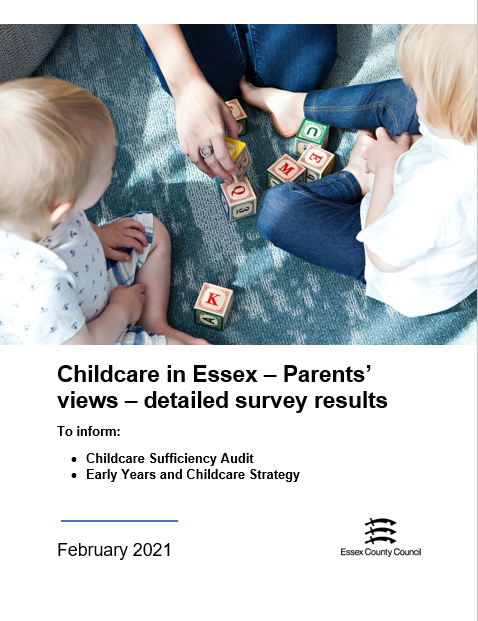 U
E
M
Q
3
K
Childcare in Essex – Parents’
views – detailed survey results
To inform:
• Childcare Sufficiency Audit
• Early Years and Childcare Strategy
February 2021
Essex County Council